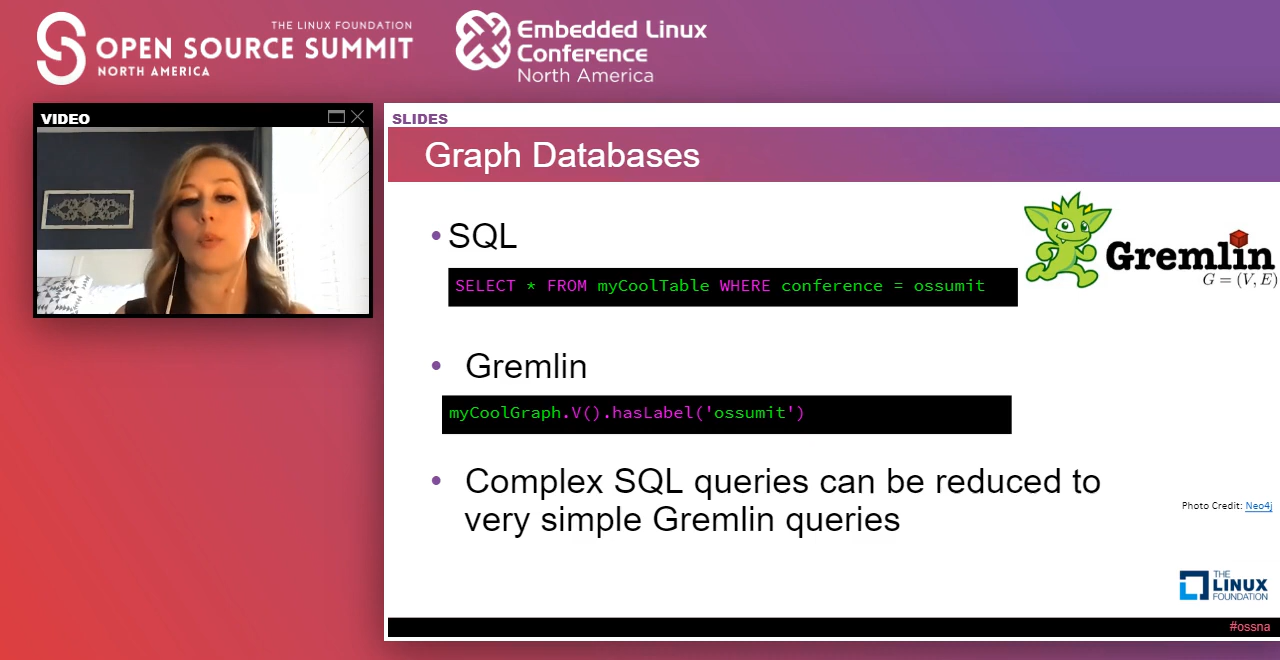 THE LINUX FOUNDATION
OPEN SOURCE SUMMIT
NORTH AMERICA
Embedded Linux
Conference
North America
VIDEO
SLIDES
Graph Databases
• SQL
SELECT * FROM myCoolTable WHERE conference = ossumit
Gremlin
G = (V, E)
• Gremlin
myCoolGraph.V().hasLabel('ossumit')
• Complex SQL queries can be reduced to
very simple Gremlin queries
Photo Credit: Neo4j
THE
LINUX
FOUNDATION
#ossna